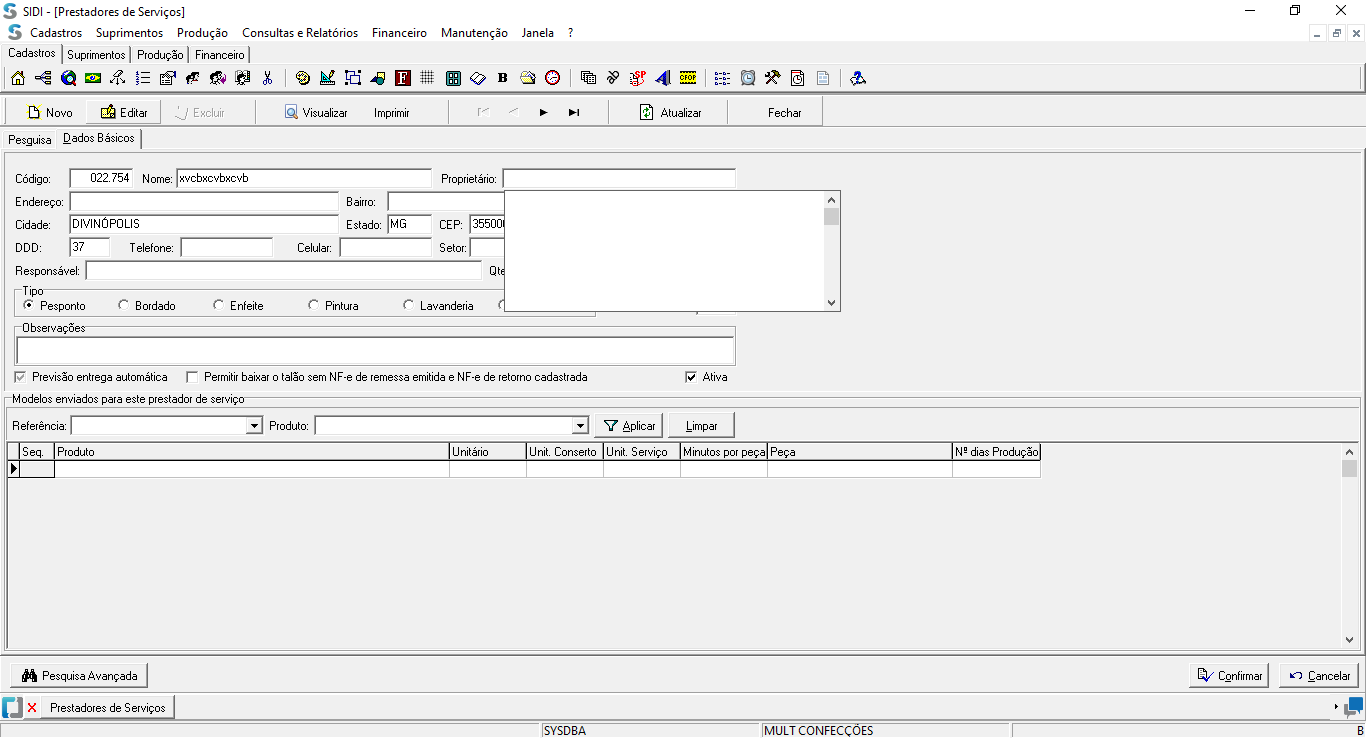 SIDI - [Prestadores de Serviços]
Cadastros Suprimentos Produção Consultas e Relatórios Financeiro Manutenção Janela ?
Cadastros Suprimentos Produção Financeiro
F B SP CFOP
Novo Editar Excluir Visualizar Imprimir Atualizar Fechar
Pesquisa Dados Básicos
Código: 022.754 Nome: xvcbxcvbxcvb Proprietário:
Endereço: Bairro:
Cidade: DIVINÓPOLIS Estado: MG CEP:
DDD: 37 Telefone: Celular: Setor:
Responsável:
Tipo
Pesponto Bordado Enfeite Pintura Lavanderia
Observações
Previsão entrega automática Permitir baixar o talão sem NF-e de remessa emitida e NF-e de retorno cadastrada Ativa
Modelos enviados para este prestador de serviço
Referência: Produto: Aplicar Limpar
Seq. Produto Unitário Unit. Conserto Unit. Serviço Minutos por peça Peça Nº dias Produção
Pesquisa Avançada Confirmar Cancelar
Prestadores de Serviços
SYSDBA MULT CONFECÇÕES B